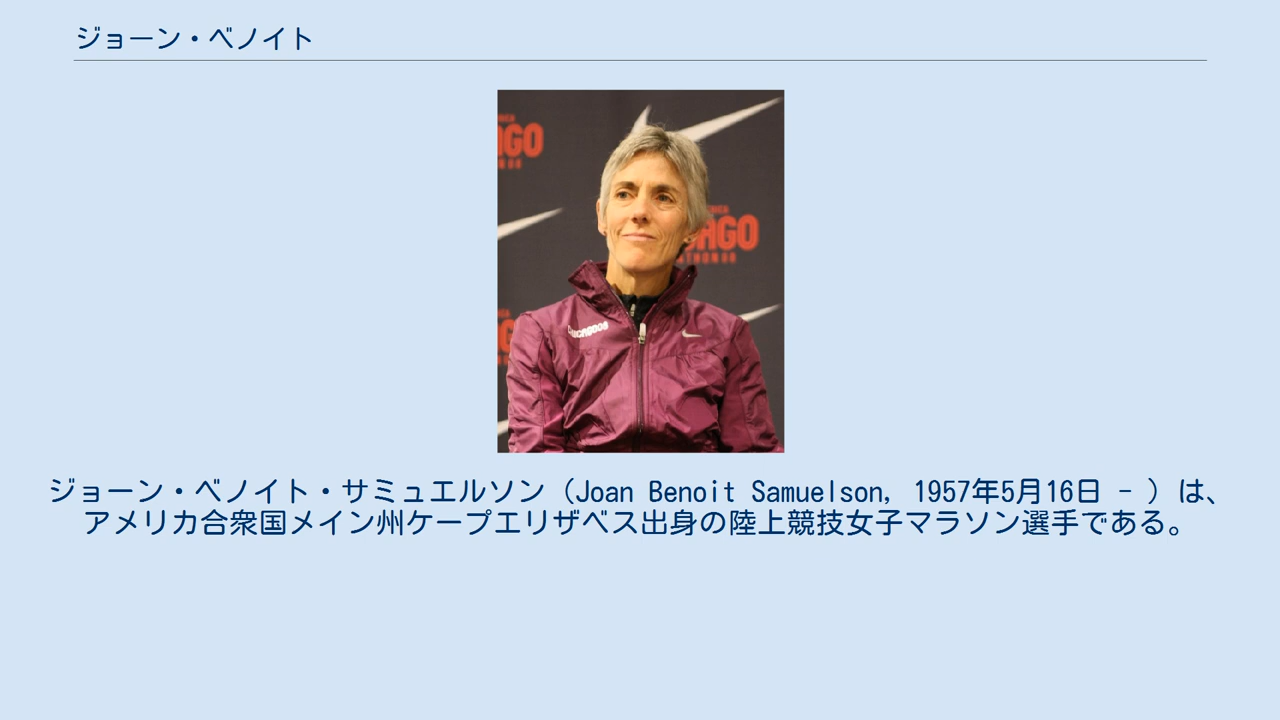 ジョーン・ベノイト
AGO
AGO
CHICAGO08
ジョーン・ベノイト・サミュエルソン（Joan Benoit Samuelson, 1957年5月16日 - ）は、
アメリカ合衆国メイン州ケープエリザベス出身の陸上競技女子マラソン選手である。